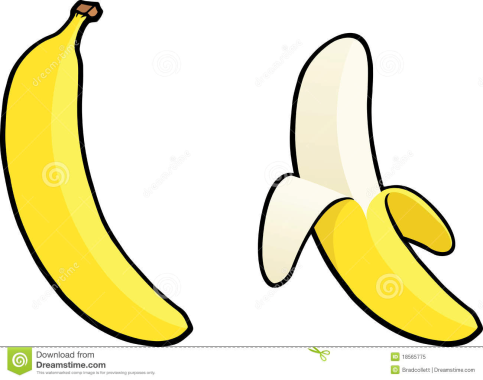 Download from
Dreamstime.com
This watermarked comp image is for previewing purposes only.
18565775
Bradcollett | Dreamstime.com